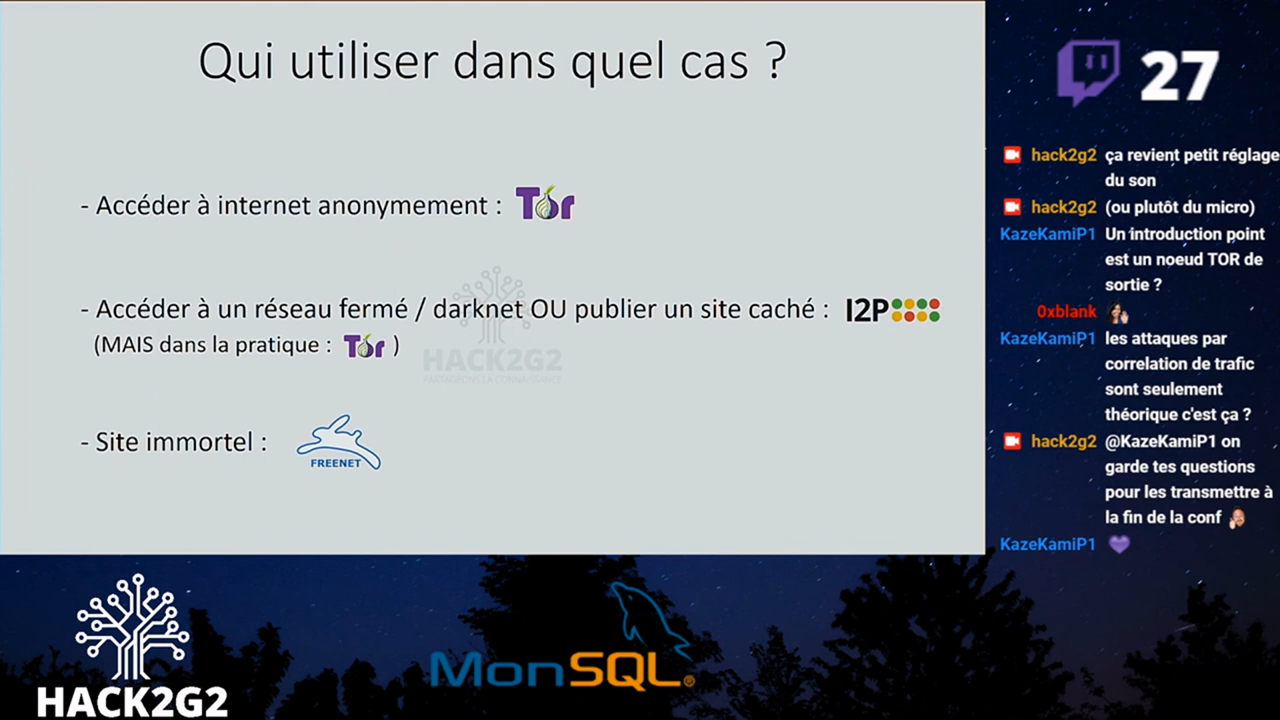 Qui utiliser dans quel cas ?
- Accéder à internet anonymement : Tor
- Accéder à un réseau fermé / darknet OU publier un site caché : I2P
(MAIS dans la pratique : Tor )
- Site immortel : FREENET
HACK2G2
PARTAGEONS LA CONNAISSANCE
27
hack2g2 ça revient petit réglage
du son
hack2g2 (ou plutôt du micro)
KazeKamiP1 Un introduction point
est un noeud TOR de
sortie ?
0xblank
KazeKamiP1 les attaques par
correlation de trafic
sont seulement
théorique c'est ça ?
hack2g2 @KazeKamiP1 on
garde tes questions
pour les transmettre à
la fin de la conf
KazeKamiP1
HACK2G2
MonSQL®